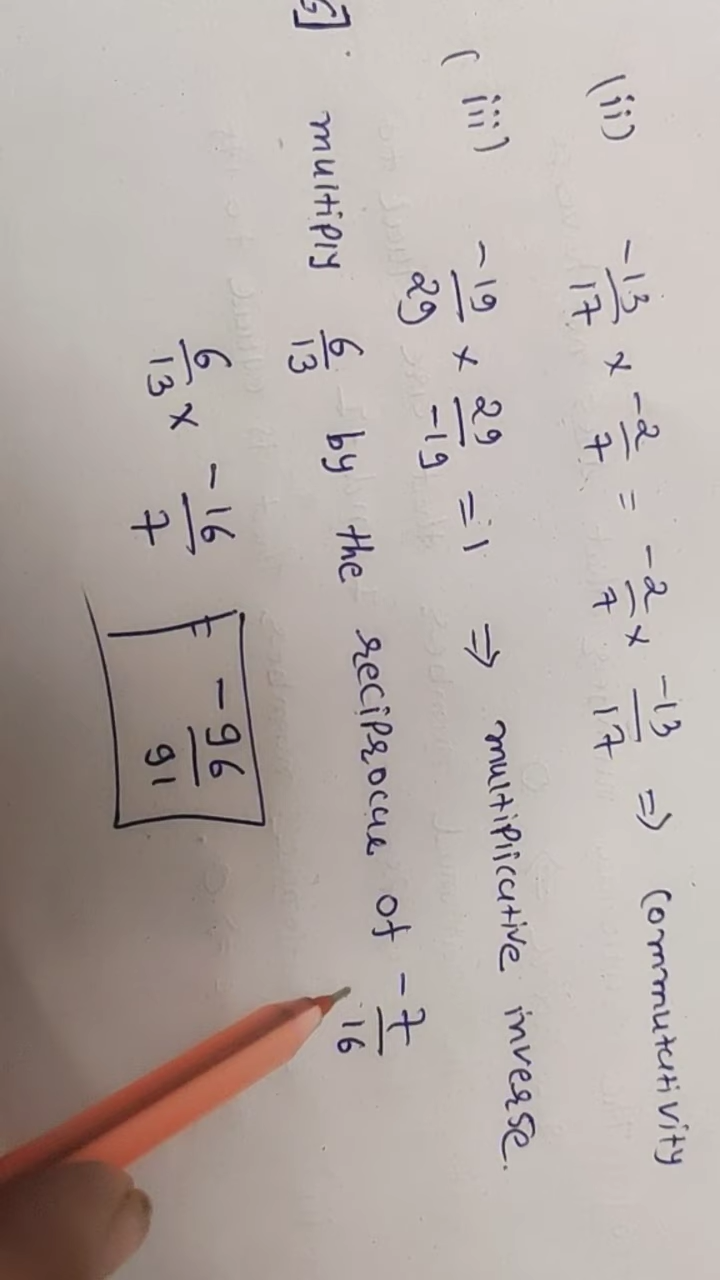 (ii) -13/17 × -2/7 = -2/7 × -13/17 ⇒ commutativity
(iii) -19/29 × 29/-19 = 1 ⇒ multiplicative inverse.
5]. multiply 6/13 by the reciprocal of -7/16
6/13 × -16/7 = -96/91